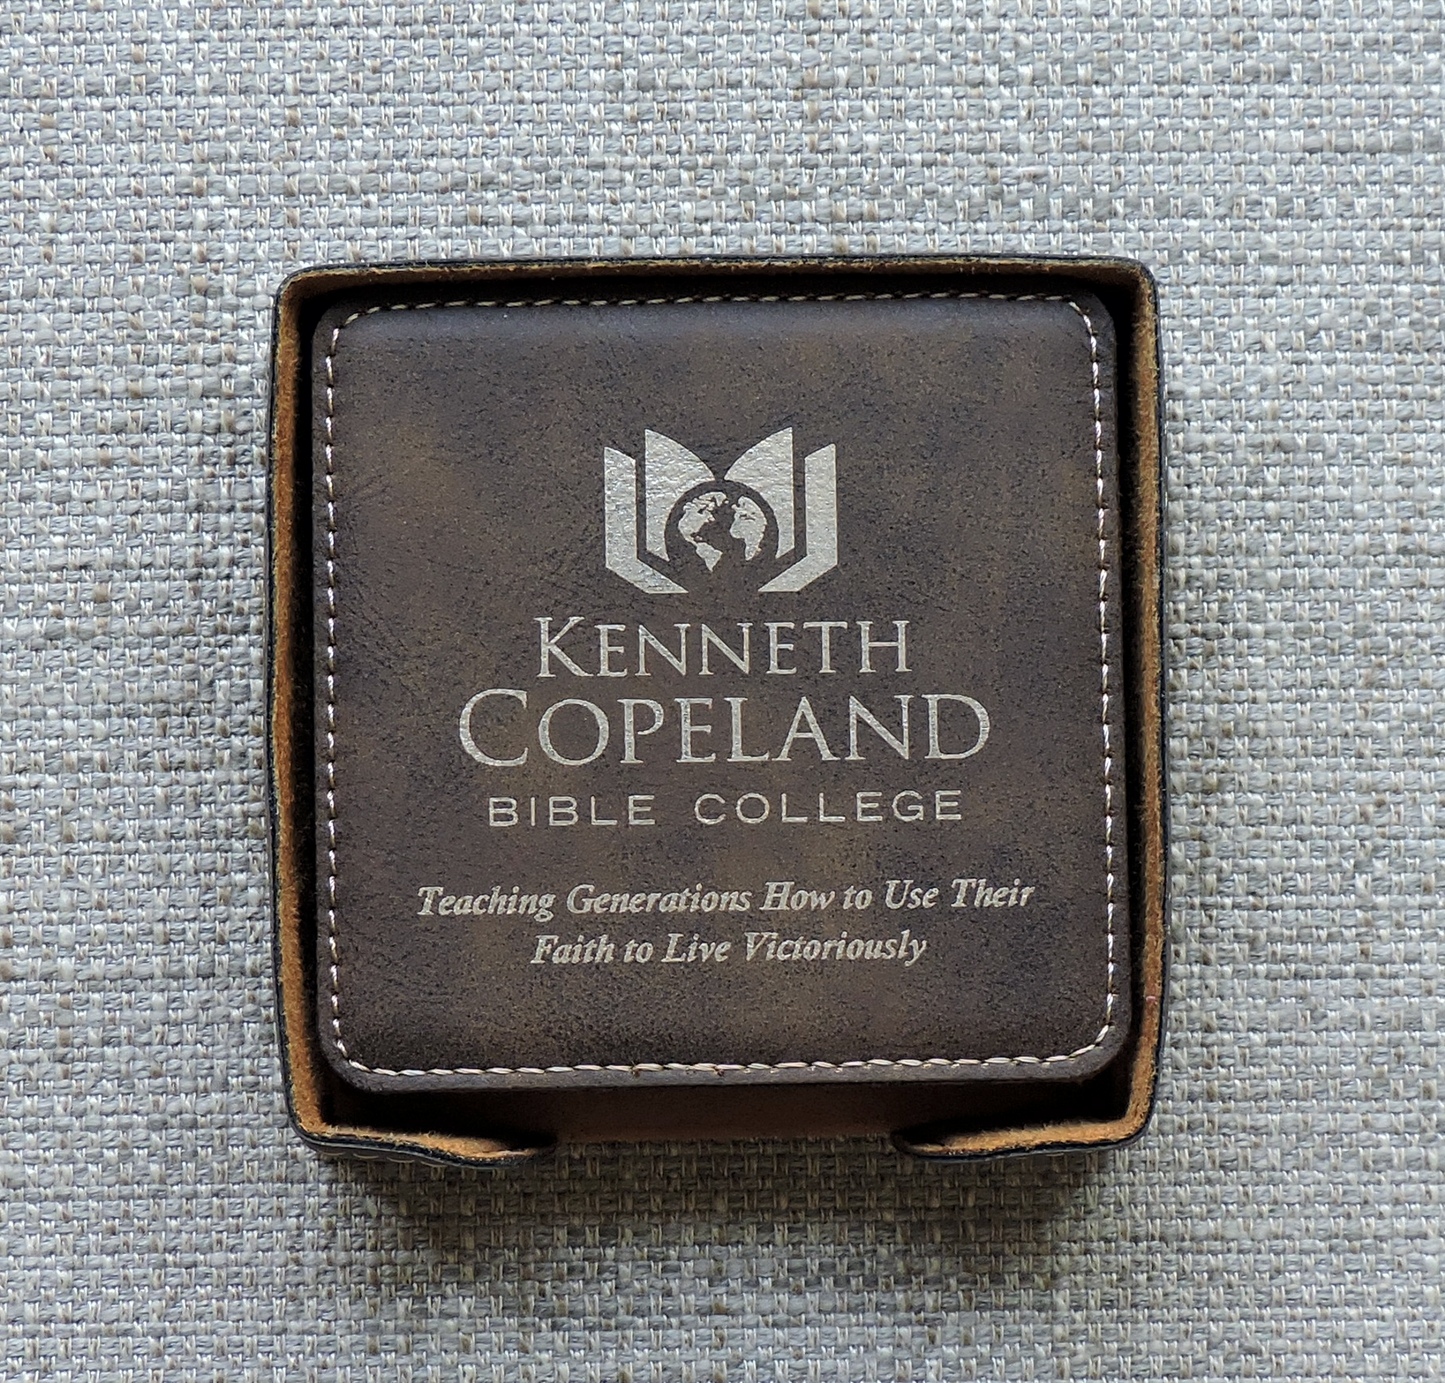 KENNETH
COPELAND
BIBLE COLLEGE
Teaching Generations How to Use Their
Faith to Live Victoriously